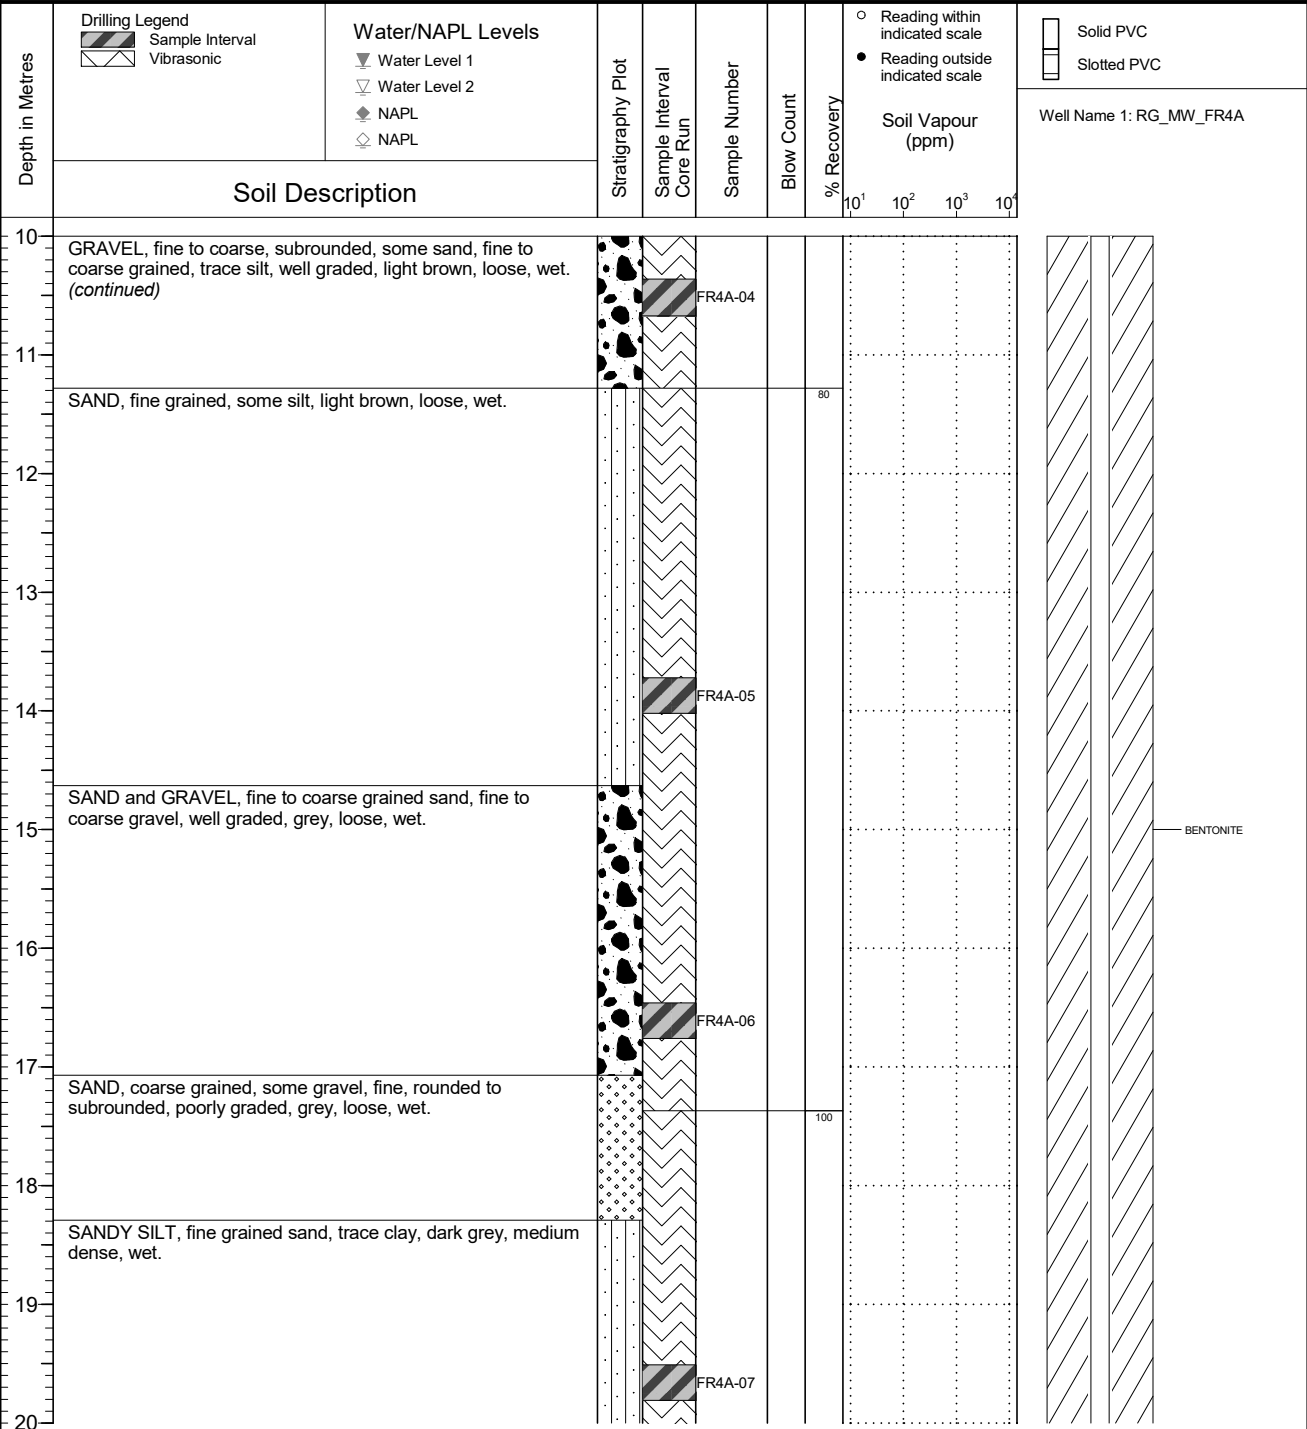 Depth in Metres
Drilling Legend
Sample Interval
Vibrasonic
Water/NAPL Levels
Water Level 1
Water Level 2
NAPL
NAPL
Soil Description
Stratigraphy Plot
Sample Interval
Core Run
Sample Number
Blow Count
% Recovery
Reading within
indicated scale
Reading outside
indicated scale
Soil Vapour
(ppm)
10¹ 10² 10³ 10⁴
Solid PVC
Slotted PVC
Well Name 1: RG_MW_FR4A
10
GRAVEL, fine to coarse, subrounded, some sand, fine to
coarse grained, trace silt, well graded, light brown, loose, wet.
(continued)
FR4A-04
11
SAND, fine grained, some silt, light brown, loose, wet.
80
12
13
FR4A-05
14
SAND and GRAVEL, fine to coarse grained sand, fine to
coarse gravel, well graded, grey, loose, wet.
15
BENTONITE
16
FR4A-06
17
SAND, coarse grained, some gravel, fine, rounded to
subrounded, poorly graded, grey, loose, wet.
100
18
SANDY SILT, fine grained sand, trace clay, dark grey, medium
dense, wet.
19
FR4A-07
20